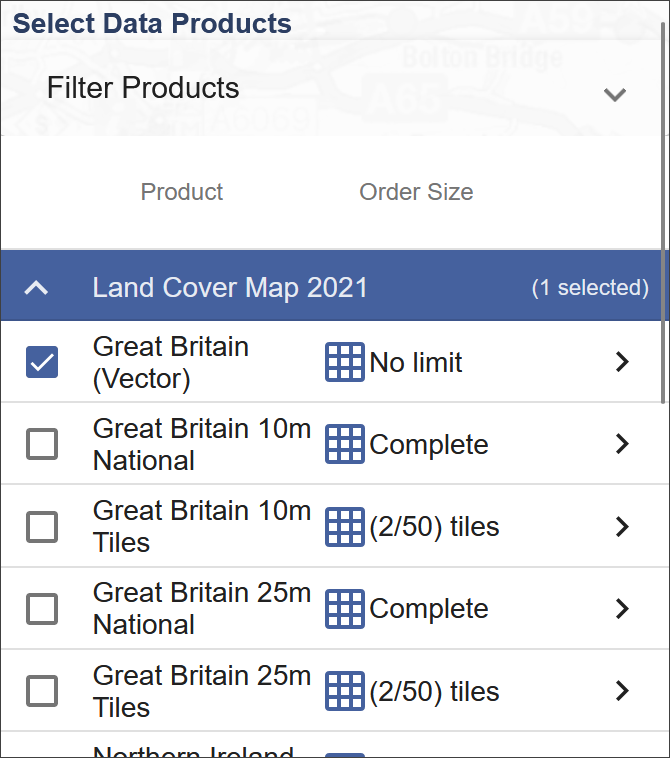 Select Data Products
Bolton Bridge
Filter Products
A65
A6069
Product
Order Size
Land Cover Map 2021
(1 selected)
Great Britain
(Vector)
No limit
Great Britain 10m
National
Complete
Great Britain 10m
Tiles
(2/50) tiles
Great Britain 25m
National
Complete
Great Britain 25m
Tiles
(2/50) tiles
Northern Ireland